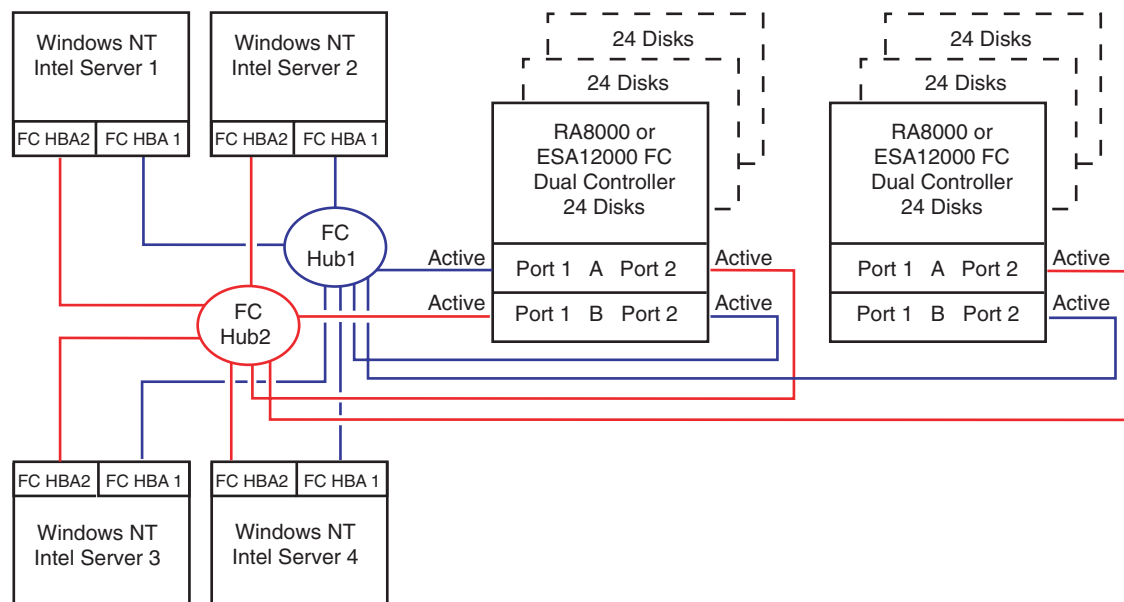 Windows NT
Intel Server 1
FC HBA2
FC HBA 1
Windows NT
Intel Server 2
FC HBA2
FC HBA 1
24 Disks
24 Disks
RA8000 or
ESA12000 FC
Dual Controller
24 Disks
24 Disks
24 Disks
RA8000 or
ESA12000 FC
Dual Controller
24 Disks
FC
Hub1
FC
Hub2
Active
Port 1 A Port 2
Active
Active
Port 1 B Port 2
Active
Port 1 A Port 2
Active
Port 1 B Port 2
Active
FC HBA2
FC HBA 1
Windows NT
Intel Server 3
FC HBA2
FC HBA 1
Windows NT
Intel Server 4